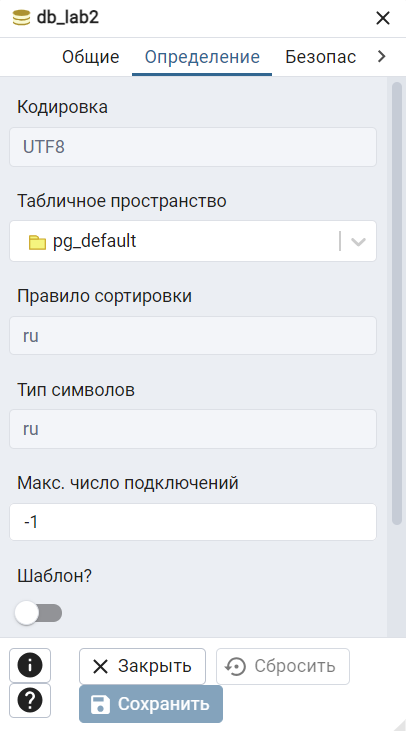 db_lab2
Общие Определение Безопас
Кодировка
UTF8
Табличное пространство
pg_default
Правило сортировки
ru
Тип символов
ru
Макс. число подключений
-1
Шаблон?
Закрыть Сбросить
Сохранить